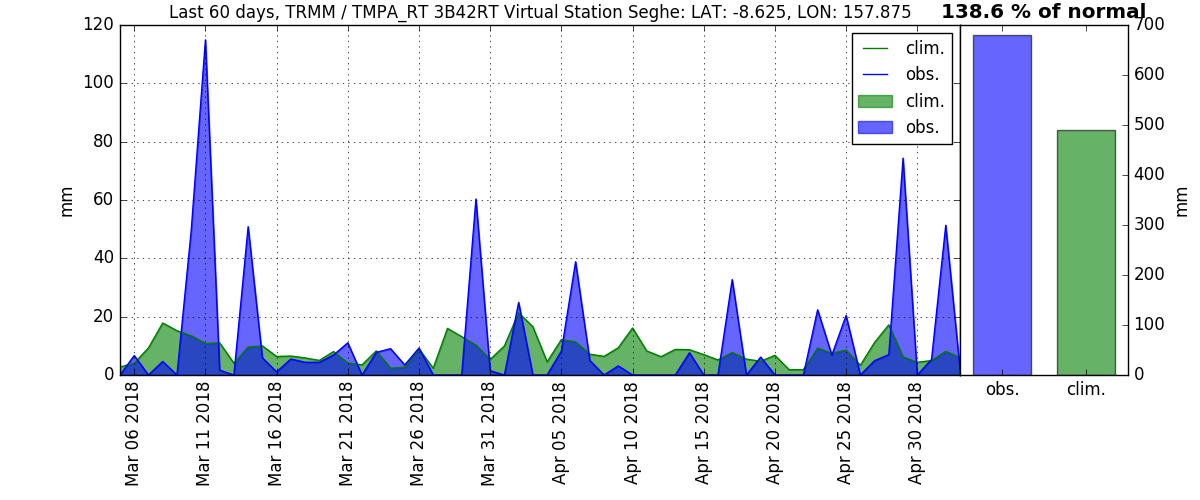 Last 60 days, TRMM / TMPA_RT 3B42RT Virtual Station Seghe: LAT: -8.625, LON: 157.875
138.6 % of normal
120
100
80
60
40
20
0
mm
clim.
obs.
clim.
obs.
700
600
500
400
300
200
100
0
mm
obs.
clim.
Mar 06 2018
Mar 11 2018
Mar 16 2018
Mar 21 2018
Mar 26 2018
Mar 31 2018
Apr 05 2018
Apr 10 2018
Apr 15 2018
Apr 20 2018
Apr 25 2018
Apr 30 2018